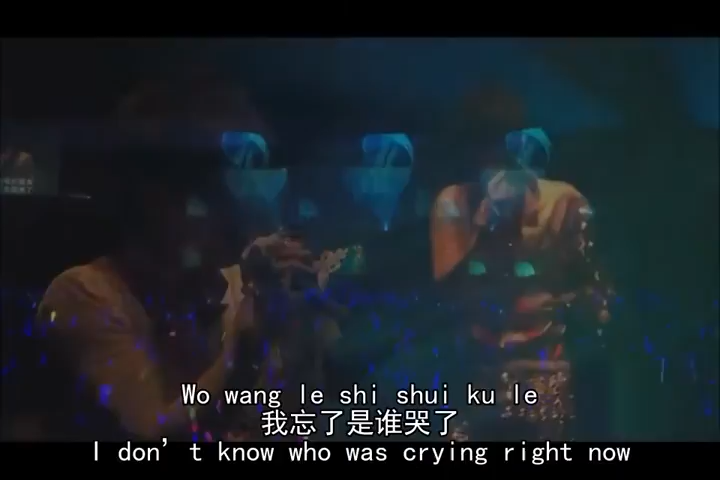 Wo wang le shi shui ku le
我忘了是谁哭了
I don't know who was crying right now